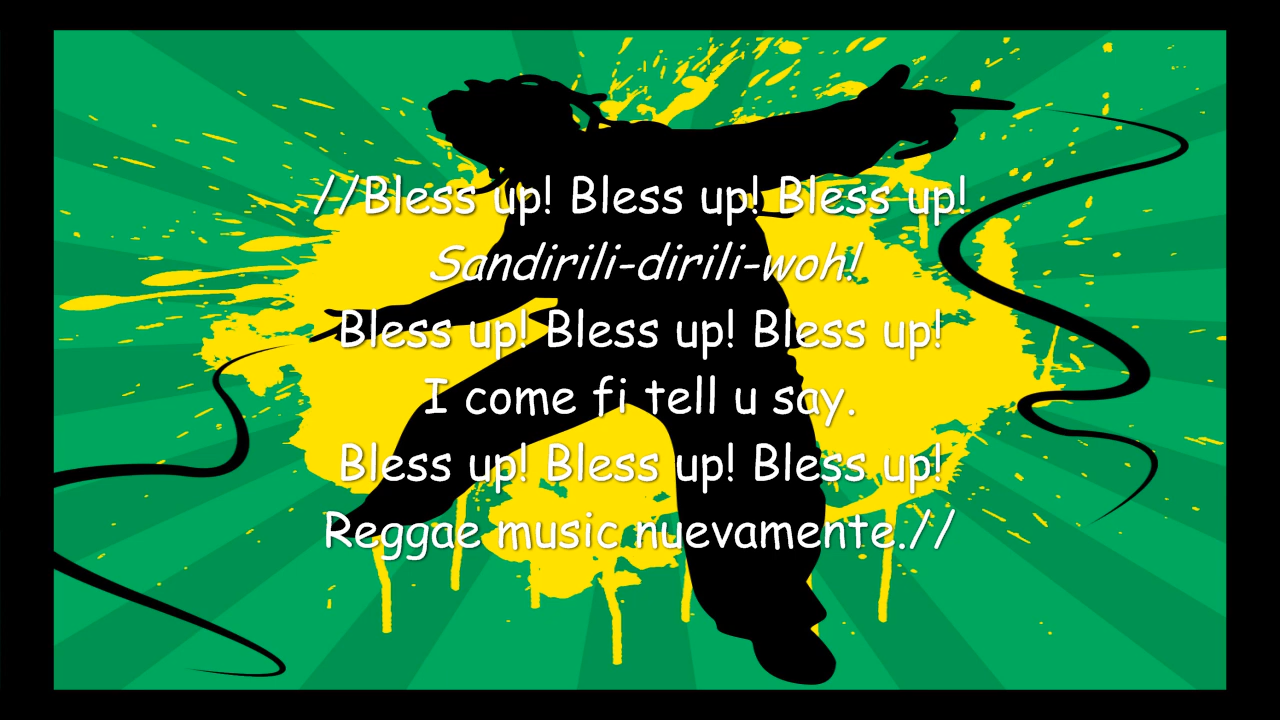 //Bless up! Bless up! Bless up!
Sandirili-dirili-woh!
Bless up! Bless up! Bless up!
I come fi tell u say.
Bless up! Bless up! Bless up!
Reggae music nuevamente.//